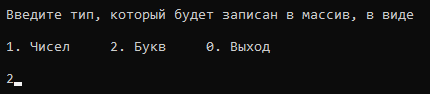 Введите тип, который будет записан в массив, в виде
1. Чисел     2. Букв     0. Выход
2